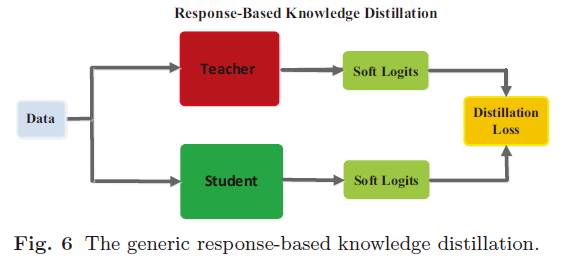 Response-Based Knowledge Distillation
Teacher
Soft Logits
Data
Distillation
Loss
Student
Soft Logits
Fig. 6 The generic response-based knowledge distillation.